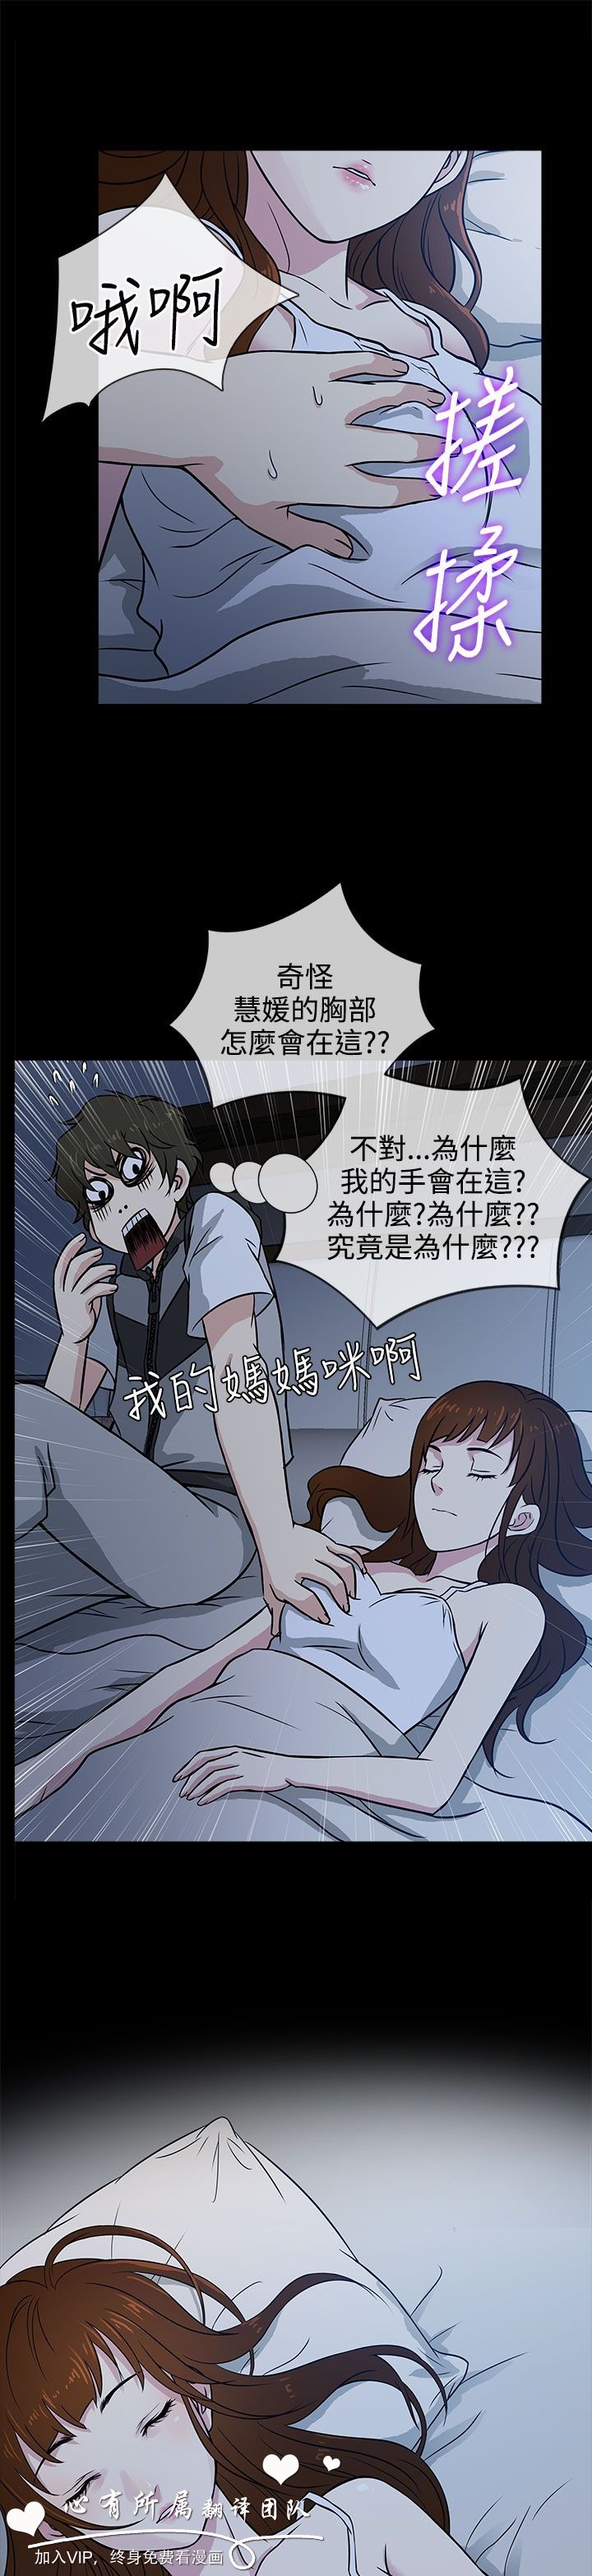 哦啊
搓
揉
奇怪
慧媛的胸部
怎麼會在這??
不對...為什麼
我的手會在這?
為什麼?為什麼??
究竟是為什麼???
我的媽媽咪啊
心有所属翻译团队
加入VIP，终身免费看漫画